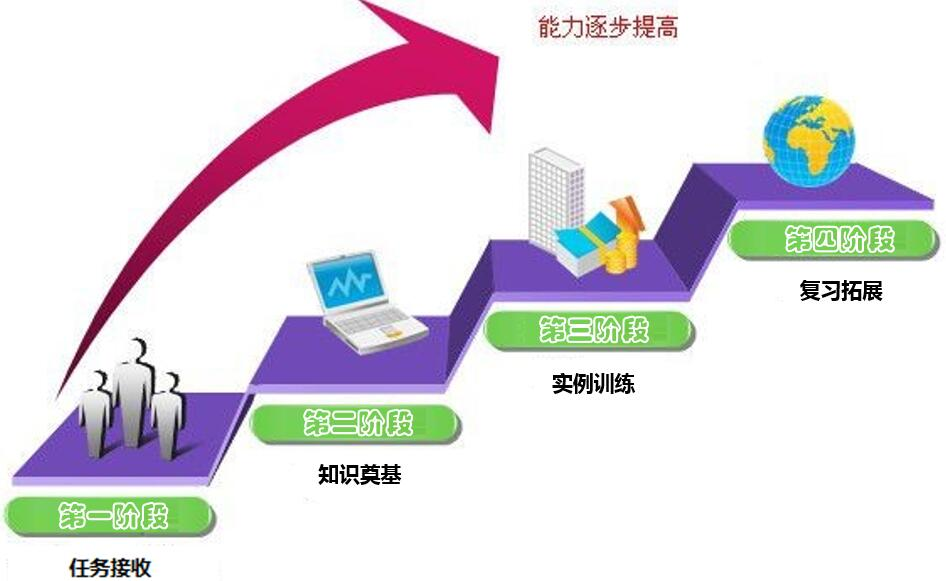 能力逐步提高
第四阶段
复习拓展
第三阶段
实例训练
第二阶段
知识奠基
第一阶段
任务接收